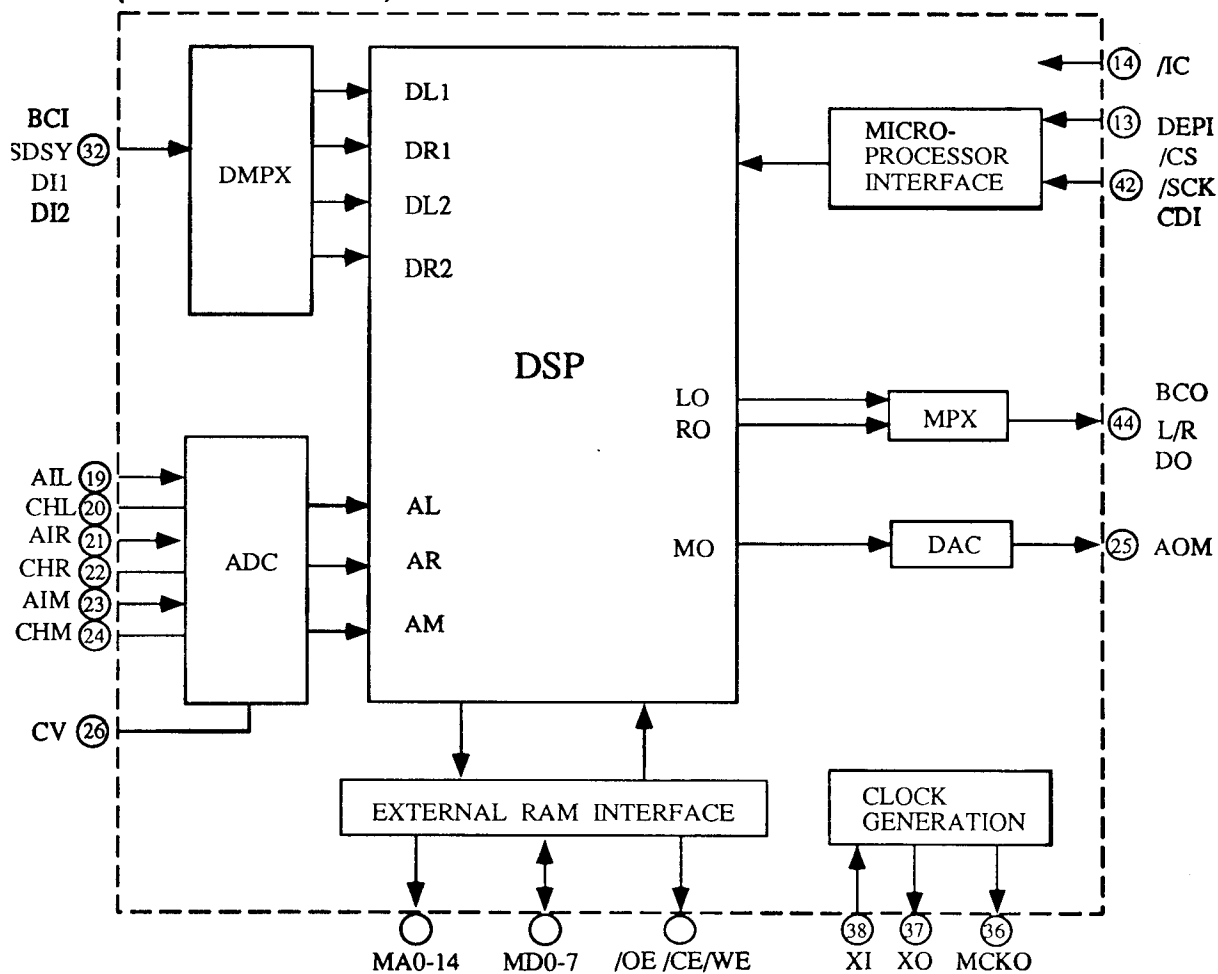 BCI
SDSY 32
DI1
DI2
DMPX
DL1
DR1
DL2
DR2
DSP
MICRO-
PROCESSOR
INTERFACE
14 /IC
13 DEPI
/CS
42 /SCK
CDI
LO
RO
MPX
BCO
44 L/R
DO
MO
DAC
25 AOM
AIL 19
CHL 20
AIR 21
CHR 22
AIM 23
CHM 24
ADC
AL
AR
AM
CV 26
EXTERNAL RAM INTERFACE
CLOCK
GENERATION
38
37
36
MA0-14
MD0-7
/OE /CE/WE
XI
XO
MCKO